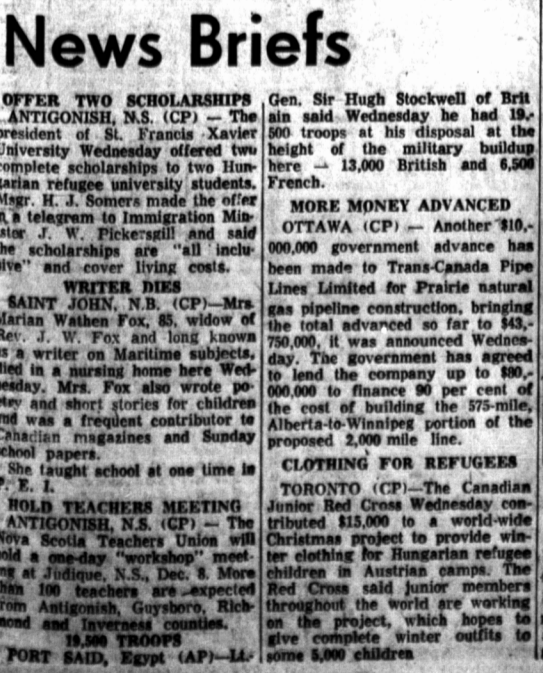 News Briefs
OFFER TWO SCHOLARSHIPS
ANTIGONISH, N.S. (CP) — The
president of St. Francis Xavier
University Wednesday offered two
complete scholarships to two Hun-
garian refugee university students.
Msgr. H. J. Somers made the offer
in a telegram to Immigration Min-
ister J. W. Pickersgill and said
the scholarships are "all inclu-
sive" and cover living costs.
WRITER DIES
SAINT JOHN, N.B. (CP)—Mrs.
Marian Wathen Fox, 85, widow of
Rev. J. W. Fox and long known
as a writer on Maritime subjects,
died in a nursing home here Wed-
nesday. Mrs. Fox also wrote po-
etry and short stories for children
and was a frequent contributor to
Canadian magazines and Sunday
school papers.
She taught school at one time in
P. E. I.
HOLD TEACHERS MEETING
ANTIGONISH, N.S. (CP) — The
Nova Scotia Teachers Union will
hold a one-day "workshop" meet-
ing at Judique, N.S., Dec. 8. More
than 100 teachers are expected
from Antigonish, Guysboro, Rich-
mond and Inverness counties.
19,500 TROOPS
PORT SAID, Egypt (AP)—Lt.-
Gen. Sir Hugh Stockwell of Brit
ain said Wednesday he had 19,-
500 troops at his disposal at the
height of the military buildup
here — 13,000 British and 6,500
French.
MORE MONEY ADVANCED
OTTAWA (CP) — Another $10,-
000,000 government advance has
been made to Trans-Canada Pipe
Lines Limited for Prairie natural
gas pipeline construction, bringing
the total advanced so far to $43,-
750,000, it was announced Wednes-
day. The government has agreed
to lend the company up to $80,-
000,000 to finance 90 per cent of
the cost of building the 575-mile,
Alberta-to-Winnipeg portion of the
proposed 2,000 mile line.
CLOTHING FOR REFUGEES
TORONTO (CP)—The Canadian
Junior Red Cross Wednesday con-
tributed $15,000 to a world-wide
Christmas project to provide win-
ter clothing for Hungarian refugee
children in Austrian camps. The
Red Cross said junior members
throughout the world are working
on the project, which hopes to
give complete winter outfits to
some 5,000 children